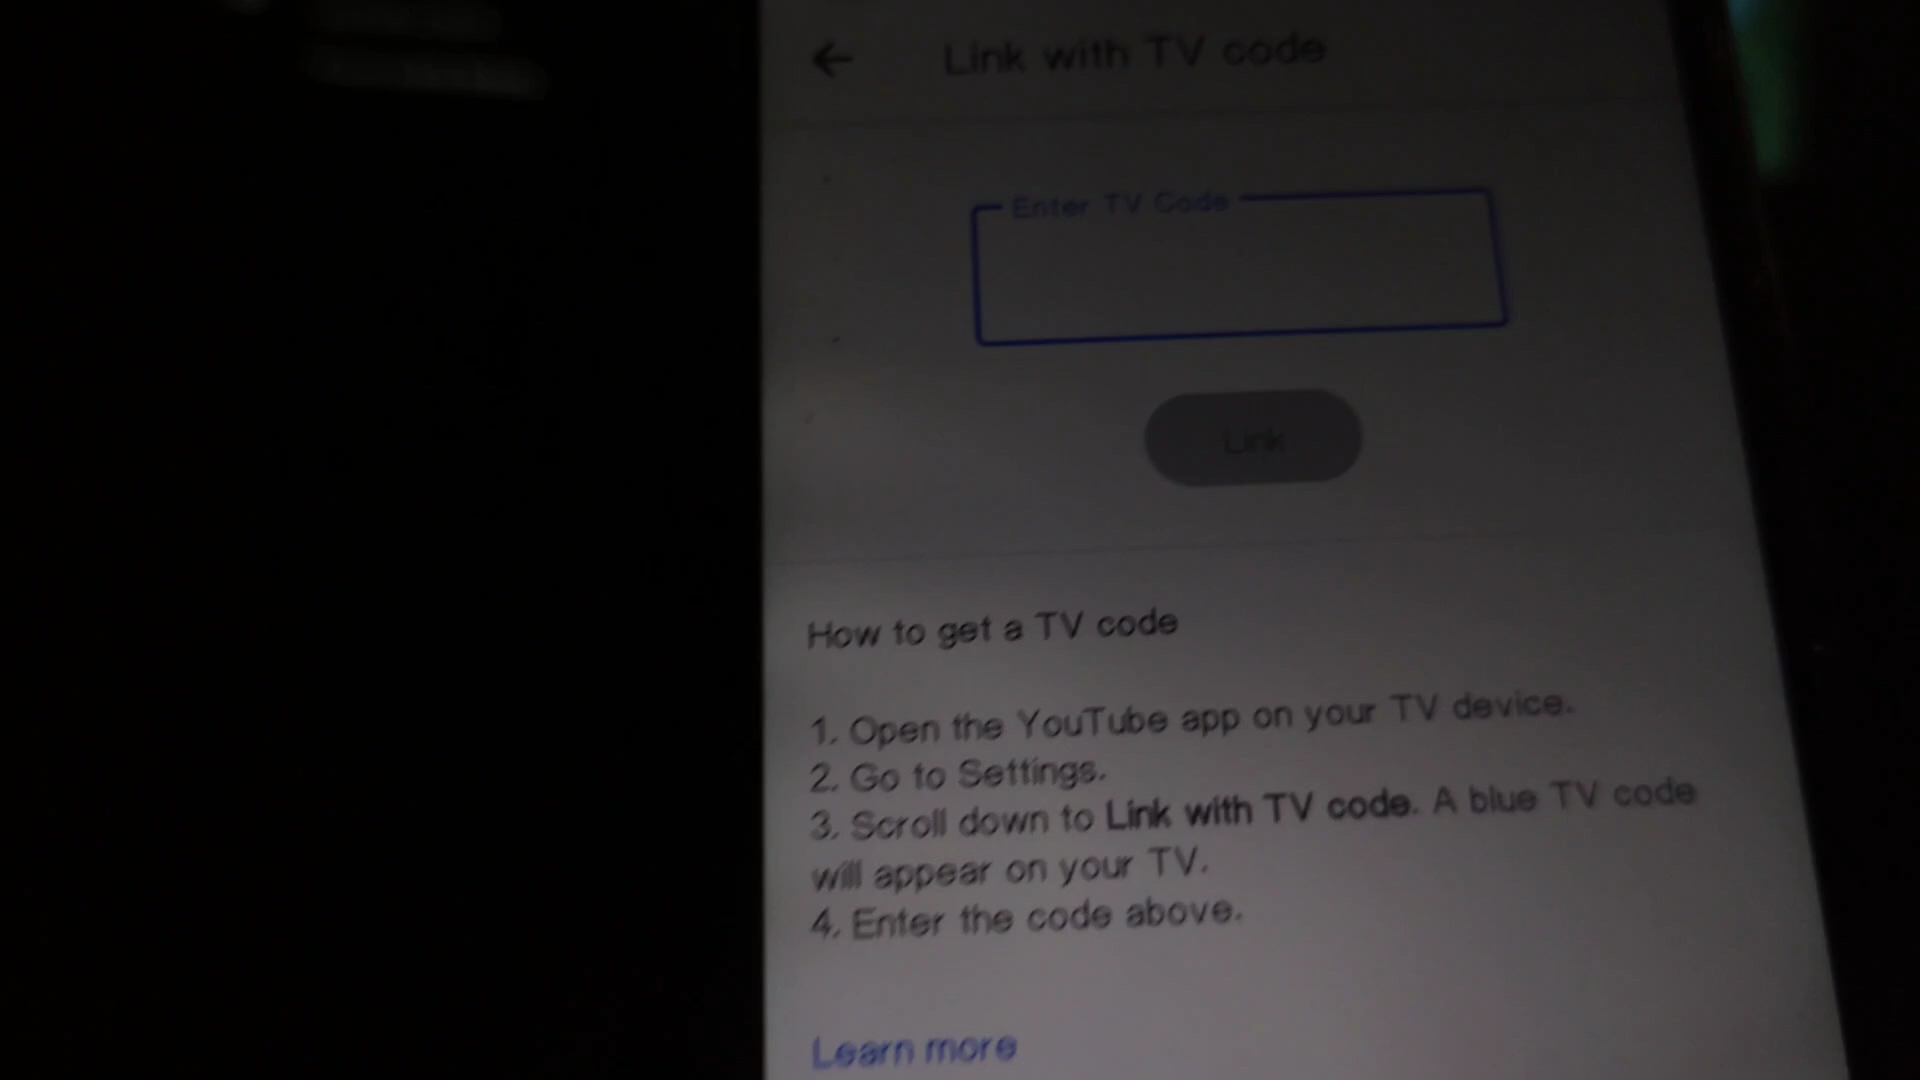 Link with TV code
Enter TV Code
Link
How to get a TV code
1. Open the YouTube app on your TV device.
2. Go to Settings.
3. Scroll down to Link with TV code. A blue TV code
will appear on your TV.
4. Enter the code above.
Learn more